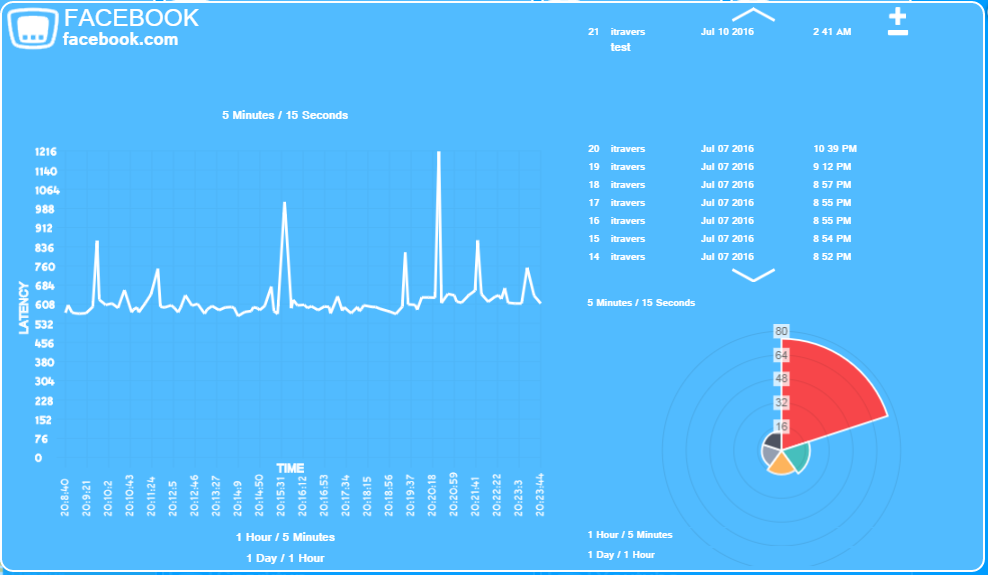 FACEBOOK
facebook.com
21 itravers Jul 10 2016 2 41 AM
test
5 Minutes / 15 Seconds
20 itravers Jul 07 2016 10 39 PM
19 itravers Jul 07 2016 9 12 PM
18 itravers Jul 07 2016 8 57 PM
17 itravers Jul 07 2016 8 55 PM
16 itravers Jul 07 2016 8 55 PM
15 itravers Jul 07 2016 8 54 PM
14 itravers Jul 07 2016 8 52 PM
1216
1140
1064
988
912
836
760
684
608
532
456
380
304
228
152
76
0
LATENCY
TIME
20:8:40
20:9:21
20:10:2
20:10:43
20:11:24
20:12:5
20:12:46
20:13:27
20:14:9
20:14:50
20:15:31
20:16:12
20:16:53
20:17:34
20:18:15
20:18:56
20:19:37
20:20:18
20:20:59
20:21:41
20:22:22
20:23:3
20:23:44
1 Hour / 5 Minutes
1 Day / 1 Hour
5 Minutes / 15 Seconds
80
64
48
32
16
1 Hour / 5 Minutes
1 Day / 1 Hour